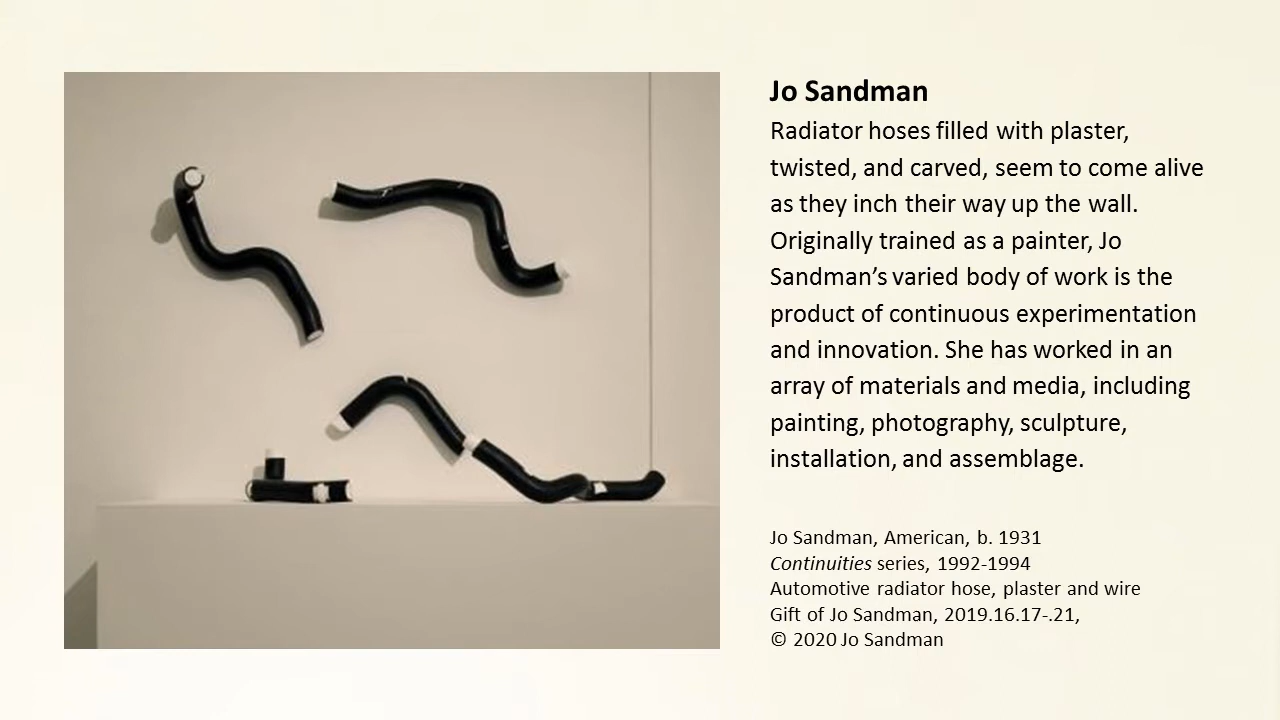 Jo Sandman
Radiator hoses filled with plaster,
twisted, and carved, seem to come alive
as they inch their way up the wall.
Originally trained as a painter, Jo
Sandman’s varied body of work is the
product of continuous experimentation
and innovation. She has worked in an
array of materials and media, including
painting, photography, sculpture,
installation, and assemblage.
Jo Sandman, American, b. 1931
Continuities series, 1992-1994
Automotive radiator hose, plaster and wire
Gift of Jo Sandman, 2019.16.17-.21,
© 2020 Jo Sandman